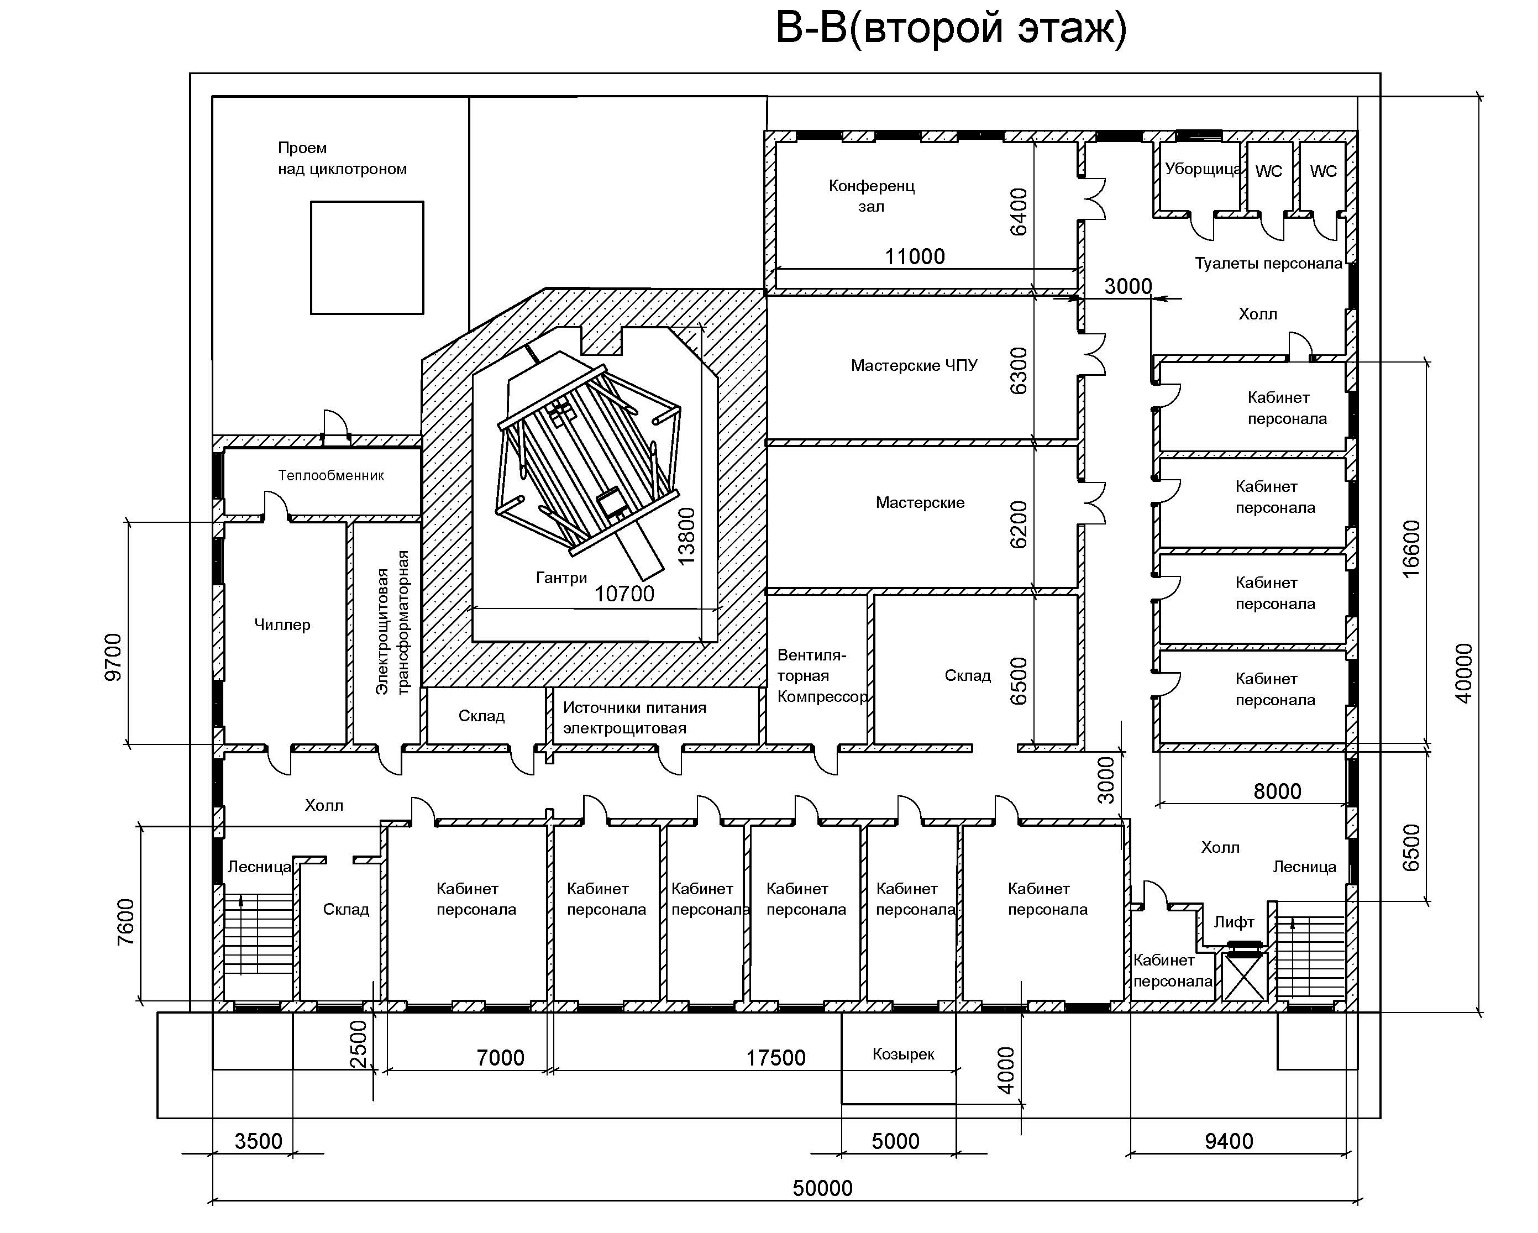 В-В(второй этаж)
Проем
над циклотроном
Конференц
зал
6400
11000
Уборщица
WC
WC
Туалеты персонала
3000
Холл
Мастерские ЧПУ
6300
Кабинет
персонала
Теплообменник
Мастерские
6200
Кабинет
персонала
16600
13800
Гантри
10700
Кабинет
персонала
Чиллер
Электрощитовая
трансформаторная
9700
Вентиля-
торная
Компрессор
Склад
6500
Кабинет
персонала
40000
Склад
Источники питания
электрощитовая
Холл
3000
8000
Холл
6500
Лесница
Лесница
Склад
7600
Кабинет
персонала
Кабинет
персонала
Кабинет
персонала
Кабинет
персонала
Кабинет
персонала
Кабинет
персонала
Лифт
Кабинет
персонала
2500
7000
17500
Козырек
4000
3500
5000
9400
50000